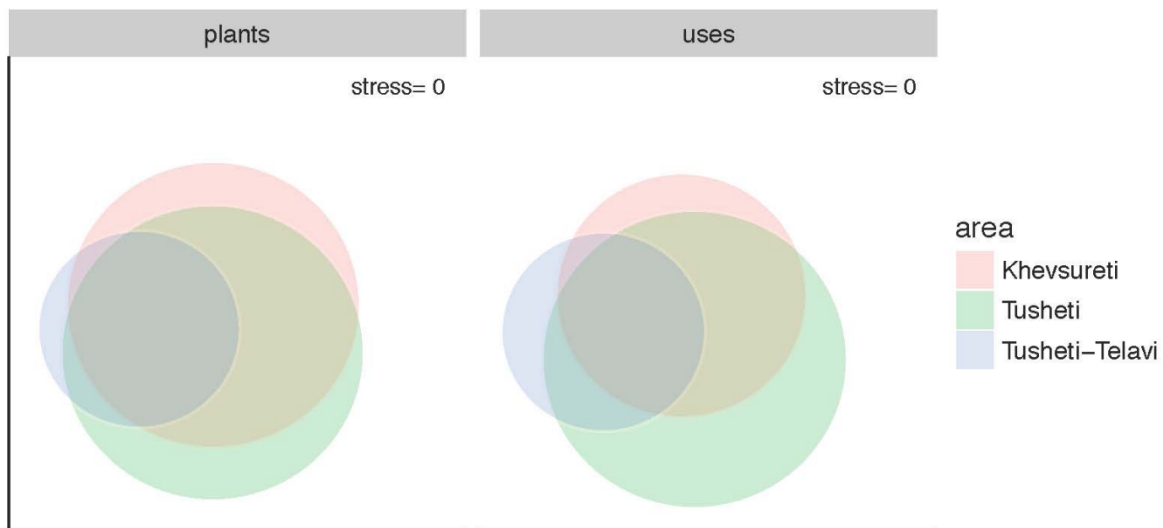 plants
uses
stress= 0
stress= 0
area
Khevsureti
Tusheti
Tusheti–Telavi